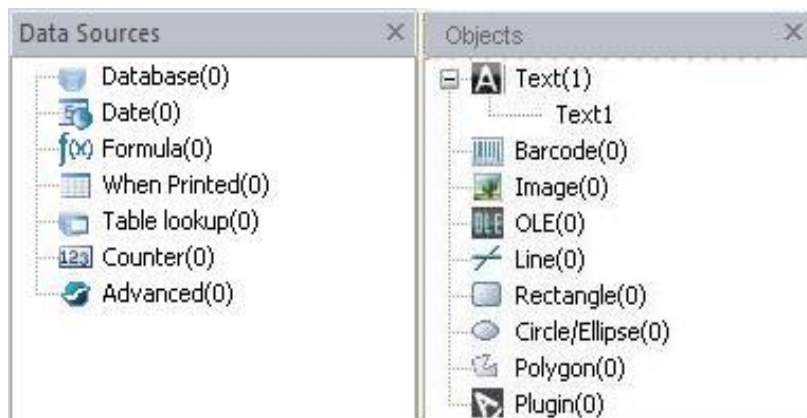 Data Sources
Database(0)
Date(0)
Formula(0)
When Printed(0)
Table lookup(0)
Counter(0)
Advanced(0)
Objects
Text(1)
Text1
Barcode(0)
Image(0)
OLE(0)
Line(0)
Rectangle(0)
Circle/Ellipse(0)
Polygon(0)
Plugin(0)